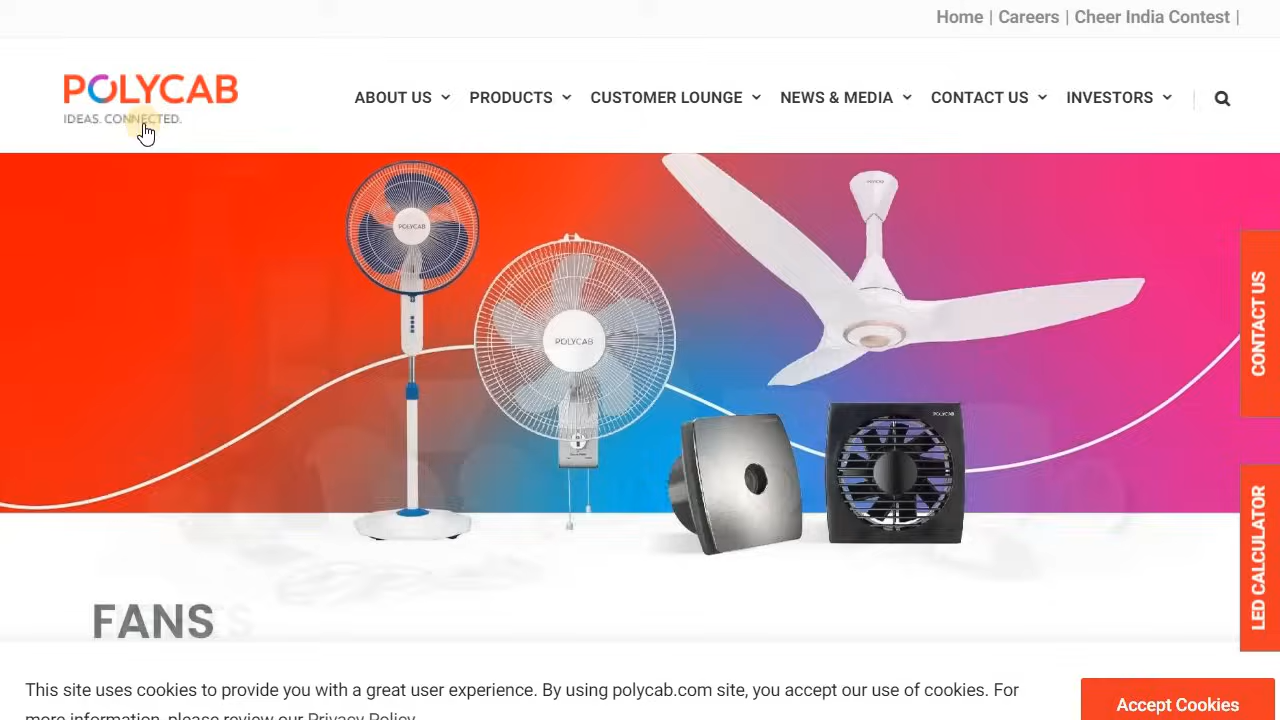 Home | Careers | Cheer India Contest |
POLYCAB
IDEAS. CONNECTED.
ABOUT US PRODUCTS CUSTOMER LOUNGE NEWS & MEDIA CONTACT US INVESTORS
POLYCAB
POLYCAB
POLYCAB
CONTACT US
LED CALCULATOR
FANS
This site uses cookies to provide you with a great user experience. By using polycab.com site, you accept our use of cookies. For
more information, please review our Privacy Policy
Accept Cookies